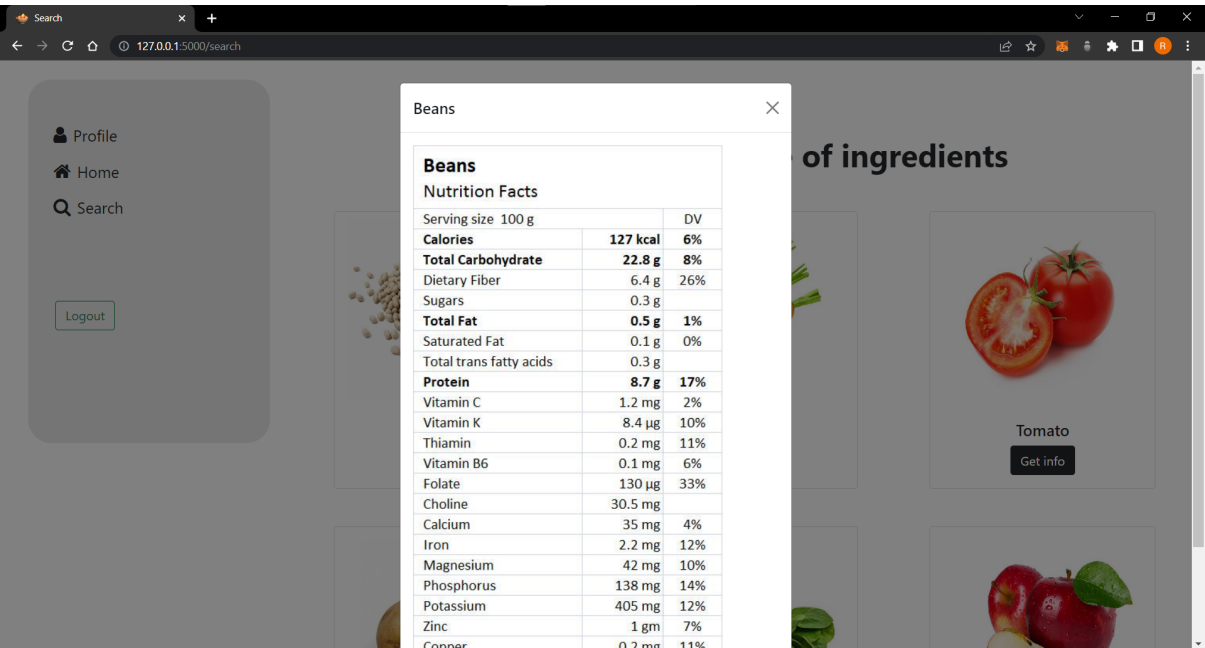 Search
127.0.0.1:5000/search
R
Profile
Home
Search
Logout
of ingredients
Beans
Beans
Nutrition Facts
Serving size 100 g DV
Calories 127 kcal 6%
Total Carbohydrate 22.8 g 8%
Dietary Fiber 6.4 g 26%
Sugars 0.3 g
Total Fat 0.5 g 1%
Saturated Fat 0.1 g 0%
Total trans fatty acids 0.3 g
Protein 8.7 g 17%
Vitamin C 1.2 mg 2%
Vitamin K 8.4 µg 10%
Thiamin 0.2 mg 11%
Vitamin B6 0.1 mg 6%
Folate 130 µg 33%
Choline 30.5 mg
Calcium 35 mg 4%
Iron 2.2 mg 12%
Magnesium 42 mg 10%
Phosphorus 138 mg 14%
Potassium 405 mg 12%
Zinc 1 gm 7%
Copper 0.2 mg 11%
Tomato
Get info